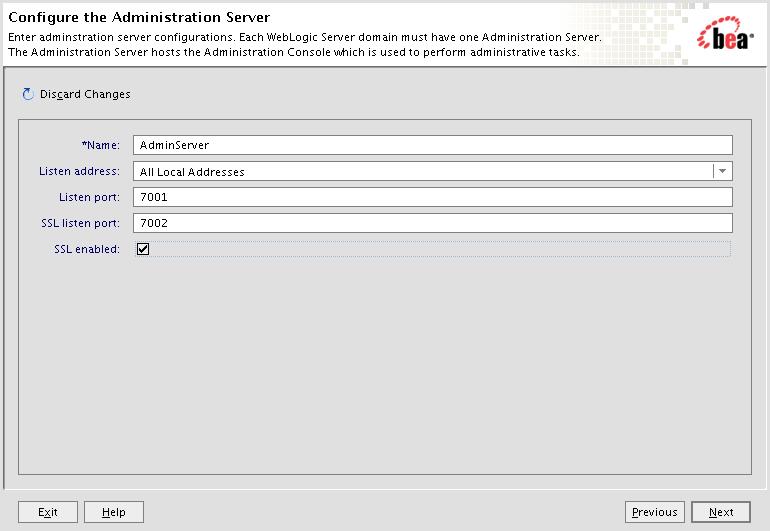 Configure the Administration Server
Enter administration server configurations. Each WebLogic Server domain must have one Administration Server.
The Administration Server hosts the Administration Console which is used to perform administrative tasks.
bea
Discard Changes
*Name: AdminServer
Listen address: All Local Addresses
Listen port: 7001
SSL listen port: 7002
SSL enabled:
Exit Help Previous Next